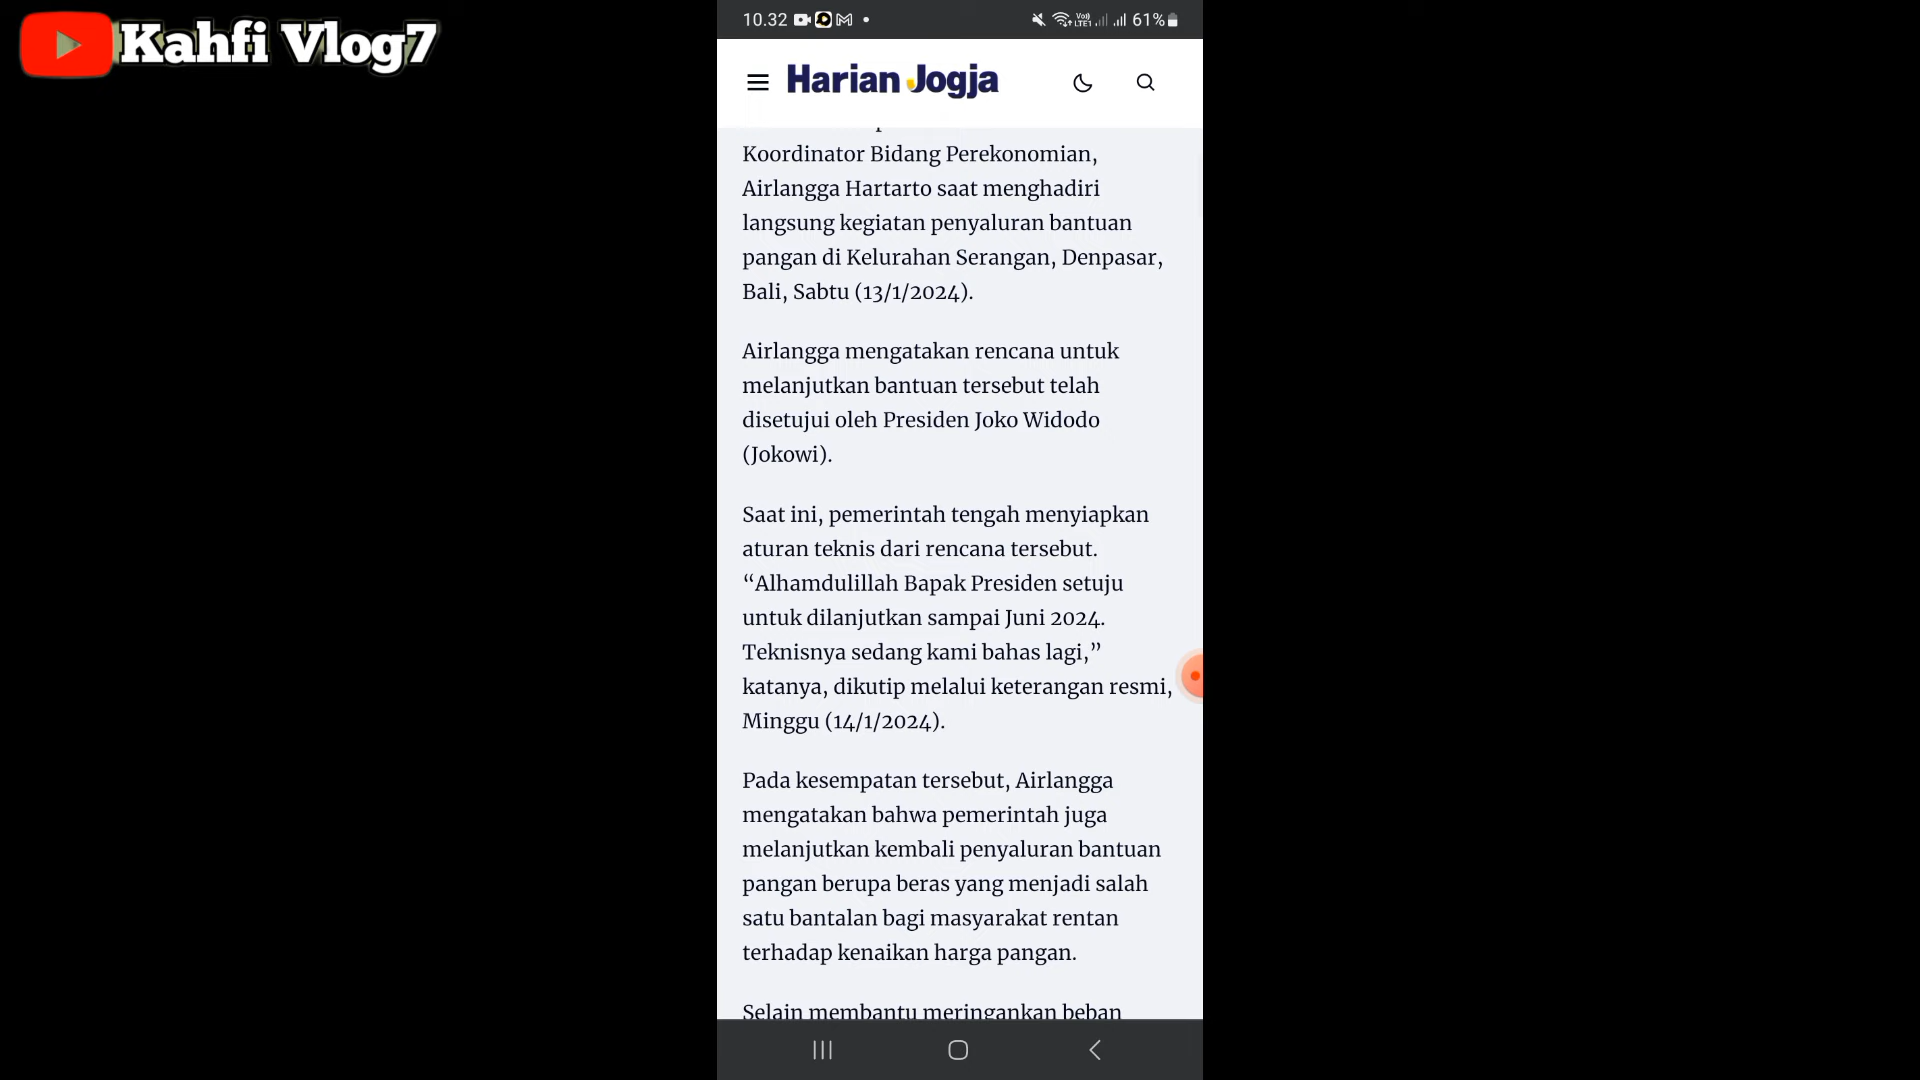 Kahfi Vlog7
10.32
61%
Harian Jogja
Koordinator Bidang Perekonomian,
Airlangga Hartarto saat menghadiri
langsung kegiatan penyaluran bantuan
pangan di Kelurahan Serangan, Denpasar,
Bali, Sabtu (13/1/2024).
Airlangga mengatakan rencana untuk
melanjutkan bantuan tersebut telah
disetujui oleh Presiden Joko Widodo
(Jokowi).
Saat ini, pemerintah tengah menyiapkan
aturan teknis dari rencana tersebut.
“Alhamdulillah Bapak Presiden setuju
untuk dilanjutkan sampai Juni 2024.
Teknisnya sedang kami bahas lagi,”
katanya, dikutip melalui keterangan resmi,
Minggu (14/1/2024).
Pada kesempatan tersebut, Airlangga
mengatakan bahwa pemerintah juga
melanjutkan kembali penyaluran bantuan
pangan berupa beras yang menjadi salah
satu bantalan bagi masyarakat rentan
terhadap kenaikan harga pangan.
Selain membantu meringankan beban